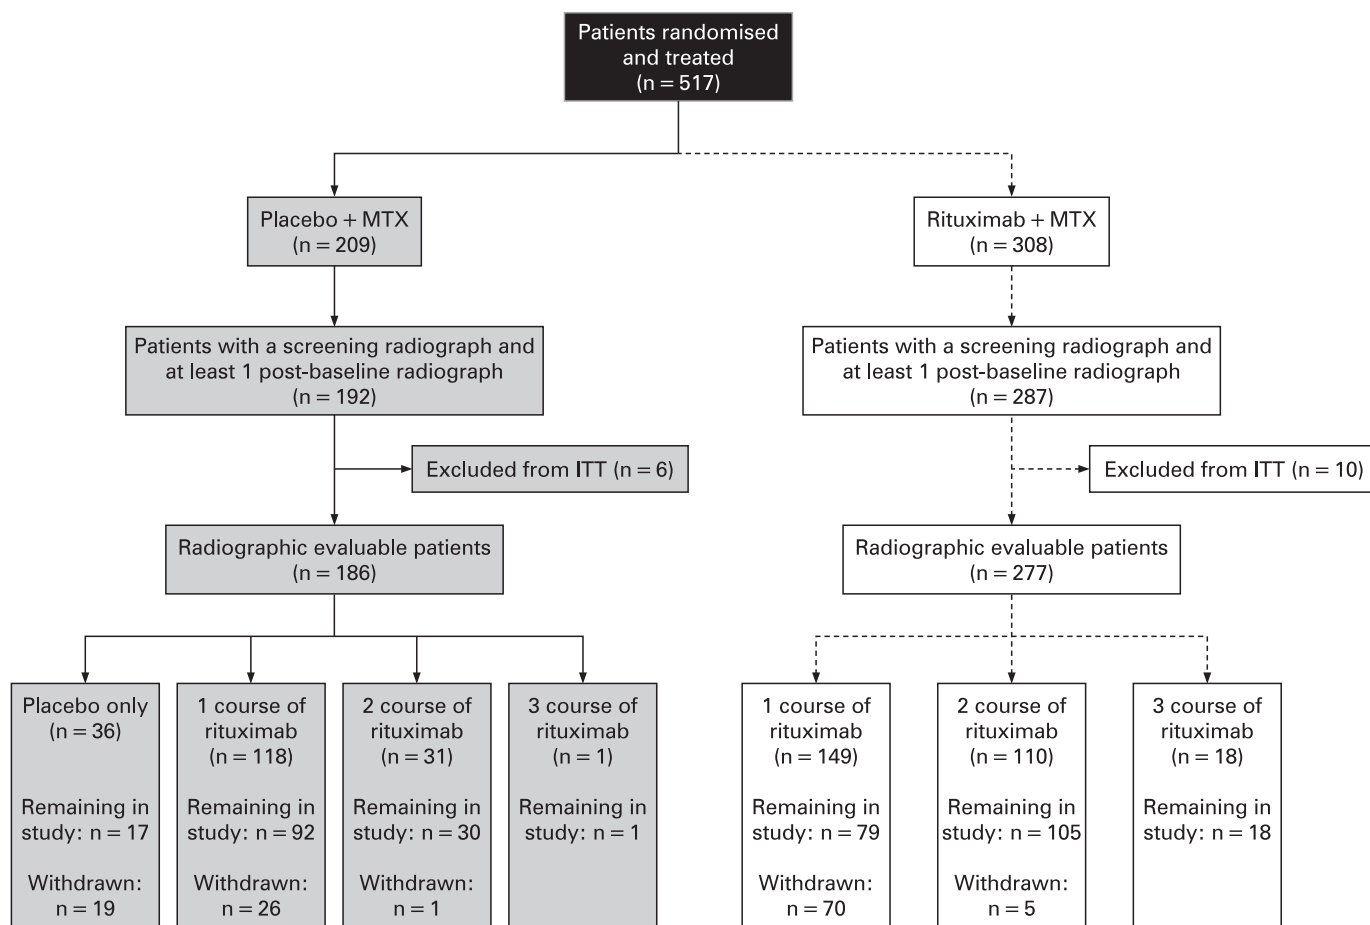 Patients randomised
and treated
(n = 517)
Placebo + MTX
(n = 209)
Rituximab + MTX
(n = 308)
Patients with a screening radiograph and
at least 1 post-baseline radiograph
(n = 192)
Patients with a screening radiograph and
at least 1 post-baseline radiograph
(n = 287)
Excluded from ITT (n = 6)
Excluded from ITT (n = 10)
Radiographic evaluable patients
(n = 186)
Radiographic evaluable patients
(n = 277)
Placebo only
(n = 36)
Remaining in
study: n = 17
Withdrawn:
n = 19
1 course of
rituximab
(n = 118)
Remaining in
study: n = 92
Withdrawn:
n = 26
2 course of
rituximab
(n = 31)
Remaining in
study: n = 30
Withdrawn:
n = 1
3 course of
rituximab
(n = 1)
Remaining in
study: n = 1
1 course of
rituximab
(n = 149)
Remaining in
study: n = 79
Withdrawn:
n = 70
2 course of
rituximab
(n = 110)
Remaining in
study: n = 105
Withdrawn:
n = 5
3 course of
rituximab
(n = 18)
Remaining in
study: n = 18